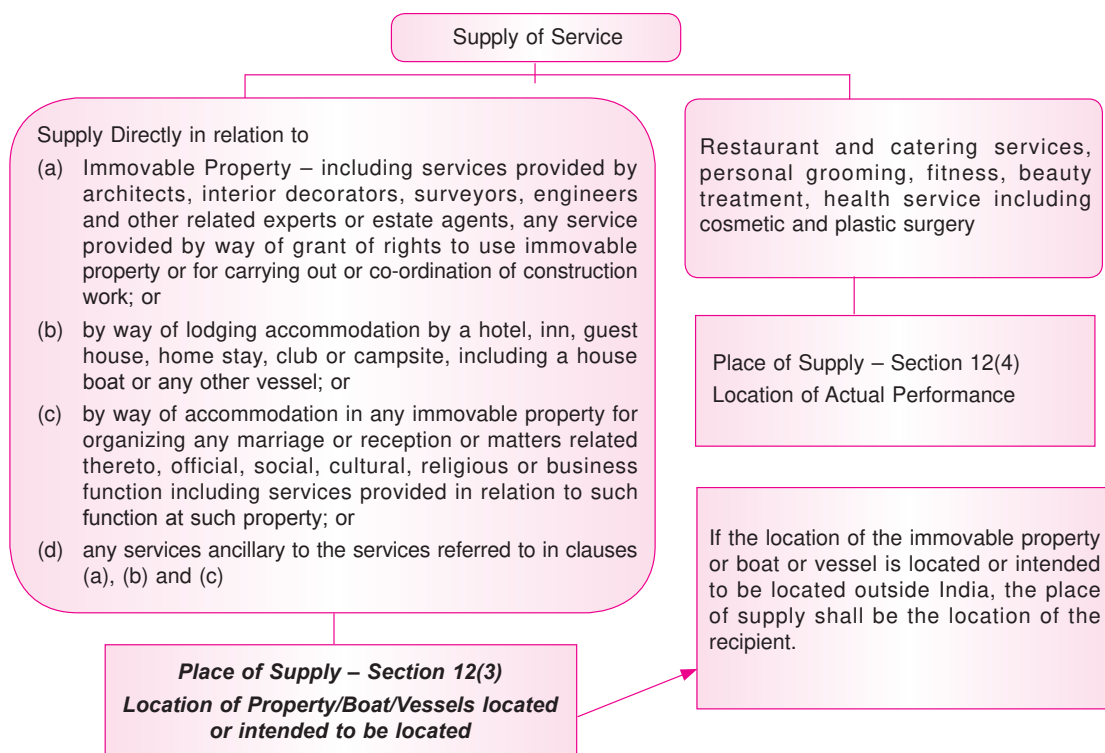 Supply of Service
Supply Directly in relation to
(a) Immovable Property – including services provided by
architects, interior decorators, surveyors, engineers
and other related experts or estate agents, any service
provided by way of grant of rights to use immovable
property or for carrying out or co-ordination of construction
work; or
(b) by way of lodging accommodation by a hotel, inn, guest
house, home stay, club or campsite, including a house
boat or any other vessel; or
(c) by way of accommodation in any immovable property for
organizing any marriage or reception or matters related
thereto, official, social, cultural, religious or business
function including services provided in relation to such
function at such property; or
(d) any services ancillary to the services referred to in clauses
(a), (b) and (c)
Place of Supply – Section 12(3)
Location of Property/Boat/Vessels located
or intended to be located
Restaurant and catering services,
personal grooming, fitness, beauty
treatment, health service including
cosmetic and plastic surgery
Place of Supply – Section 12(4)
Location of Actual Performance
If the location of the immovable property
or boat or vessel is located or intended
to be located outside India, the place
of supply shall be the location of the
recipient.